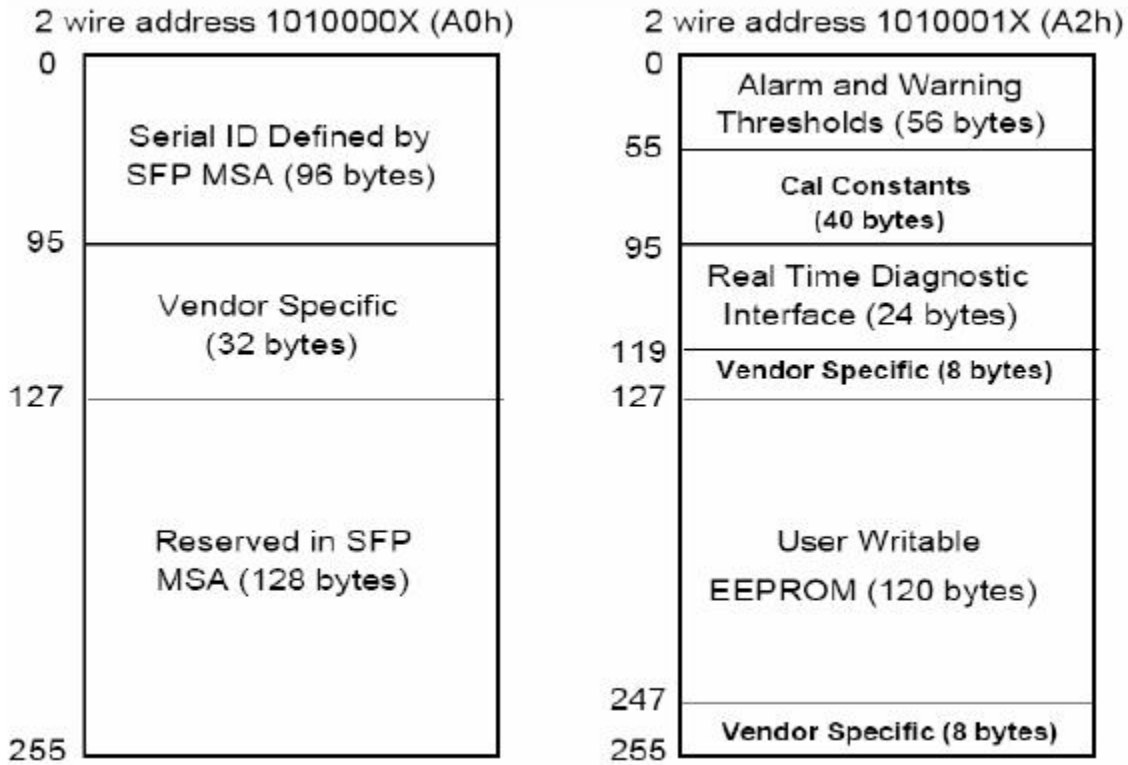 2 wire address 1010000X (A0h)
0
Serial ID Defined by
SFP MSA (96 bytes)
95
Vendor Specific
(32 bytes)
127
Reserved in SFP
MSA (128 bytes)
255
2 wire address 1010001X (A2h)
0
Alarm and Warning
Thresholds (56 bytes)
55
Cal Constants
(40 bytes)
95
Real Time Diagnostic
Interface (24 bytes)
119
Vendor Specific (8 bytes)
127
User Writable
EEPROM (120 bytes)
247
Vendor Specific (8 bytes)
255